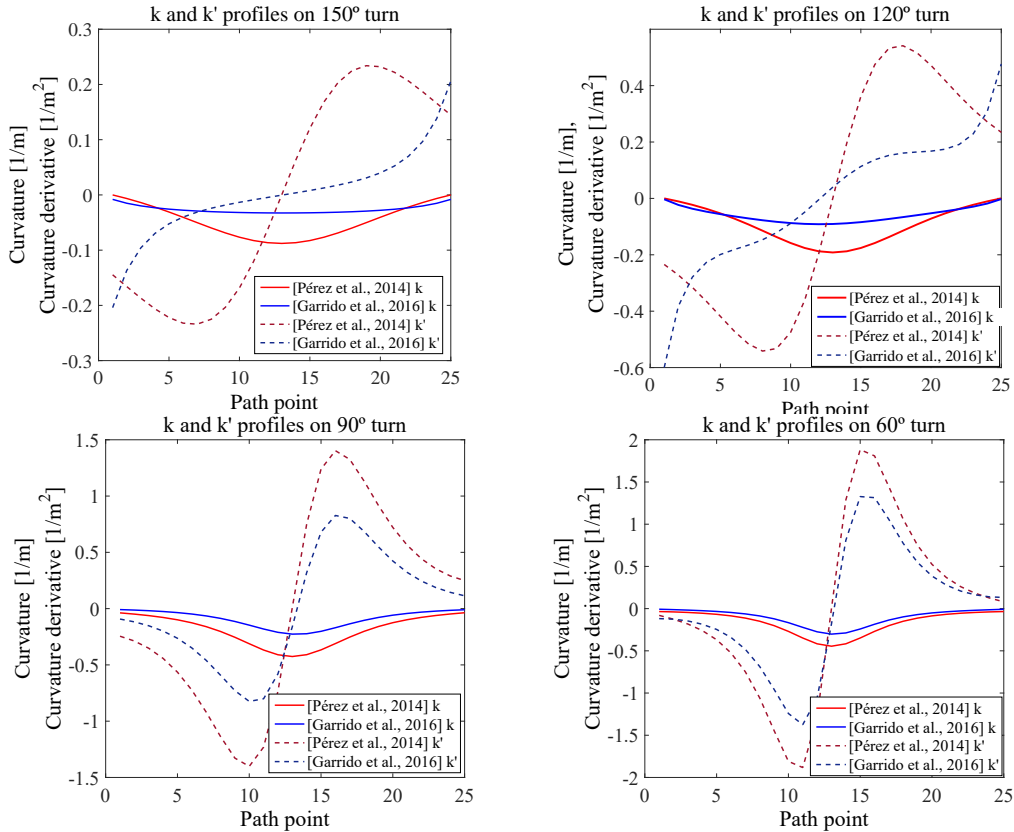 k and k' profiles on 150º turn
Curvature [1/m]
Curvature derivative [1/m²]
0.3
0.2
0.1
0
-0.1
-0.2
-0.3
[Pérez et al., 2014] k
[Garrido et al., 2016] k
[Pérez et al., 2014] k'
[Garrido et al., 2016] k'
0 5 10 15 20 25
Path point
k and k' profiles on 120º turn
Curvature [1/m],
Curvature derivative [1/m²]
0.4
0.2
0
-0.2
-0.4
-0.6
[Pérez et al., 2014] k
[Garrido et al., 2016] k
[Pérez et al., 2014] k'
[Garrido et al., 2016] k'
0 5 10 15 20 25
Path point
k and k' profiles on 90º turn
Curvature [1/m]
Curvature derivative [1/m²]
1.5
1
0.5
0
-0.5
-1
-1.5
[Pérez et al., 2014] k
[Garrido et al., 2016] k
[Pérez et al., 2014] k'
[Garrido et al., 2016] k'
0 5 10 15 20 25
Path point
k and k' profiles on 60º turn
Curvature [1/m]
Curvature derivative [1/m²]
2
1.5
1
0.5
0
-0.5
-1
-1.5
-2
[Pérez et al., 2014] k
[Garrido et al., 2016] k
[Pérez et al., 2014] k'
[Garrido et al., 2016] k'
0 5 10 15 20 25
Path point